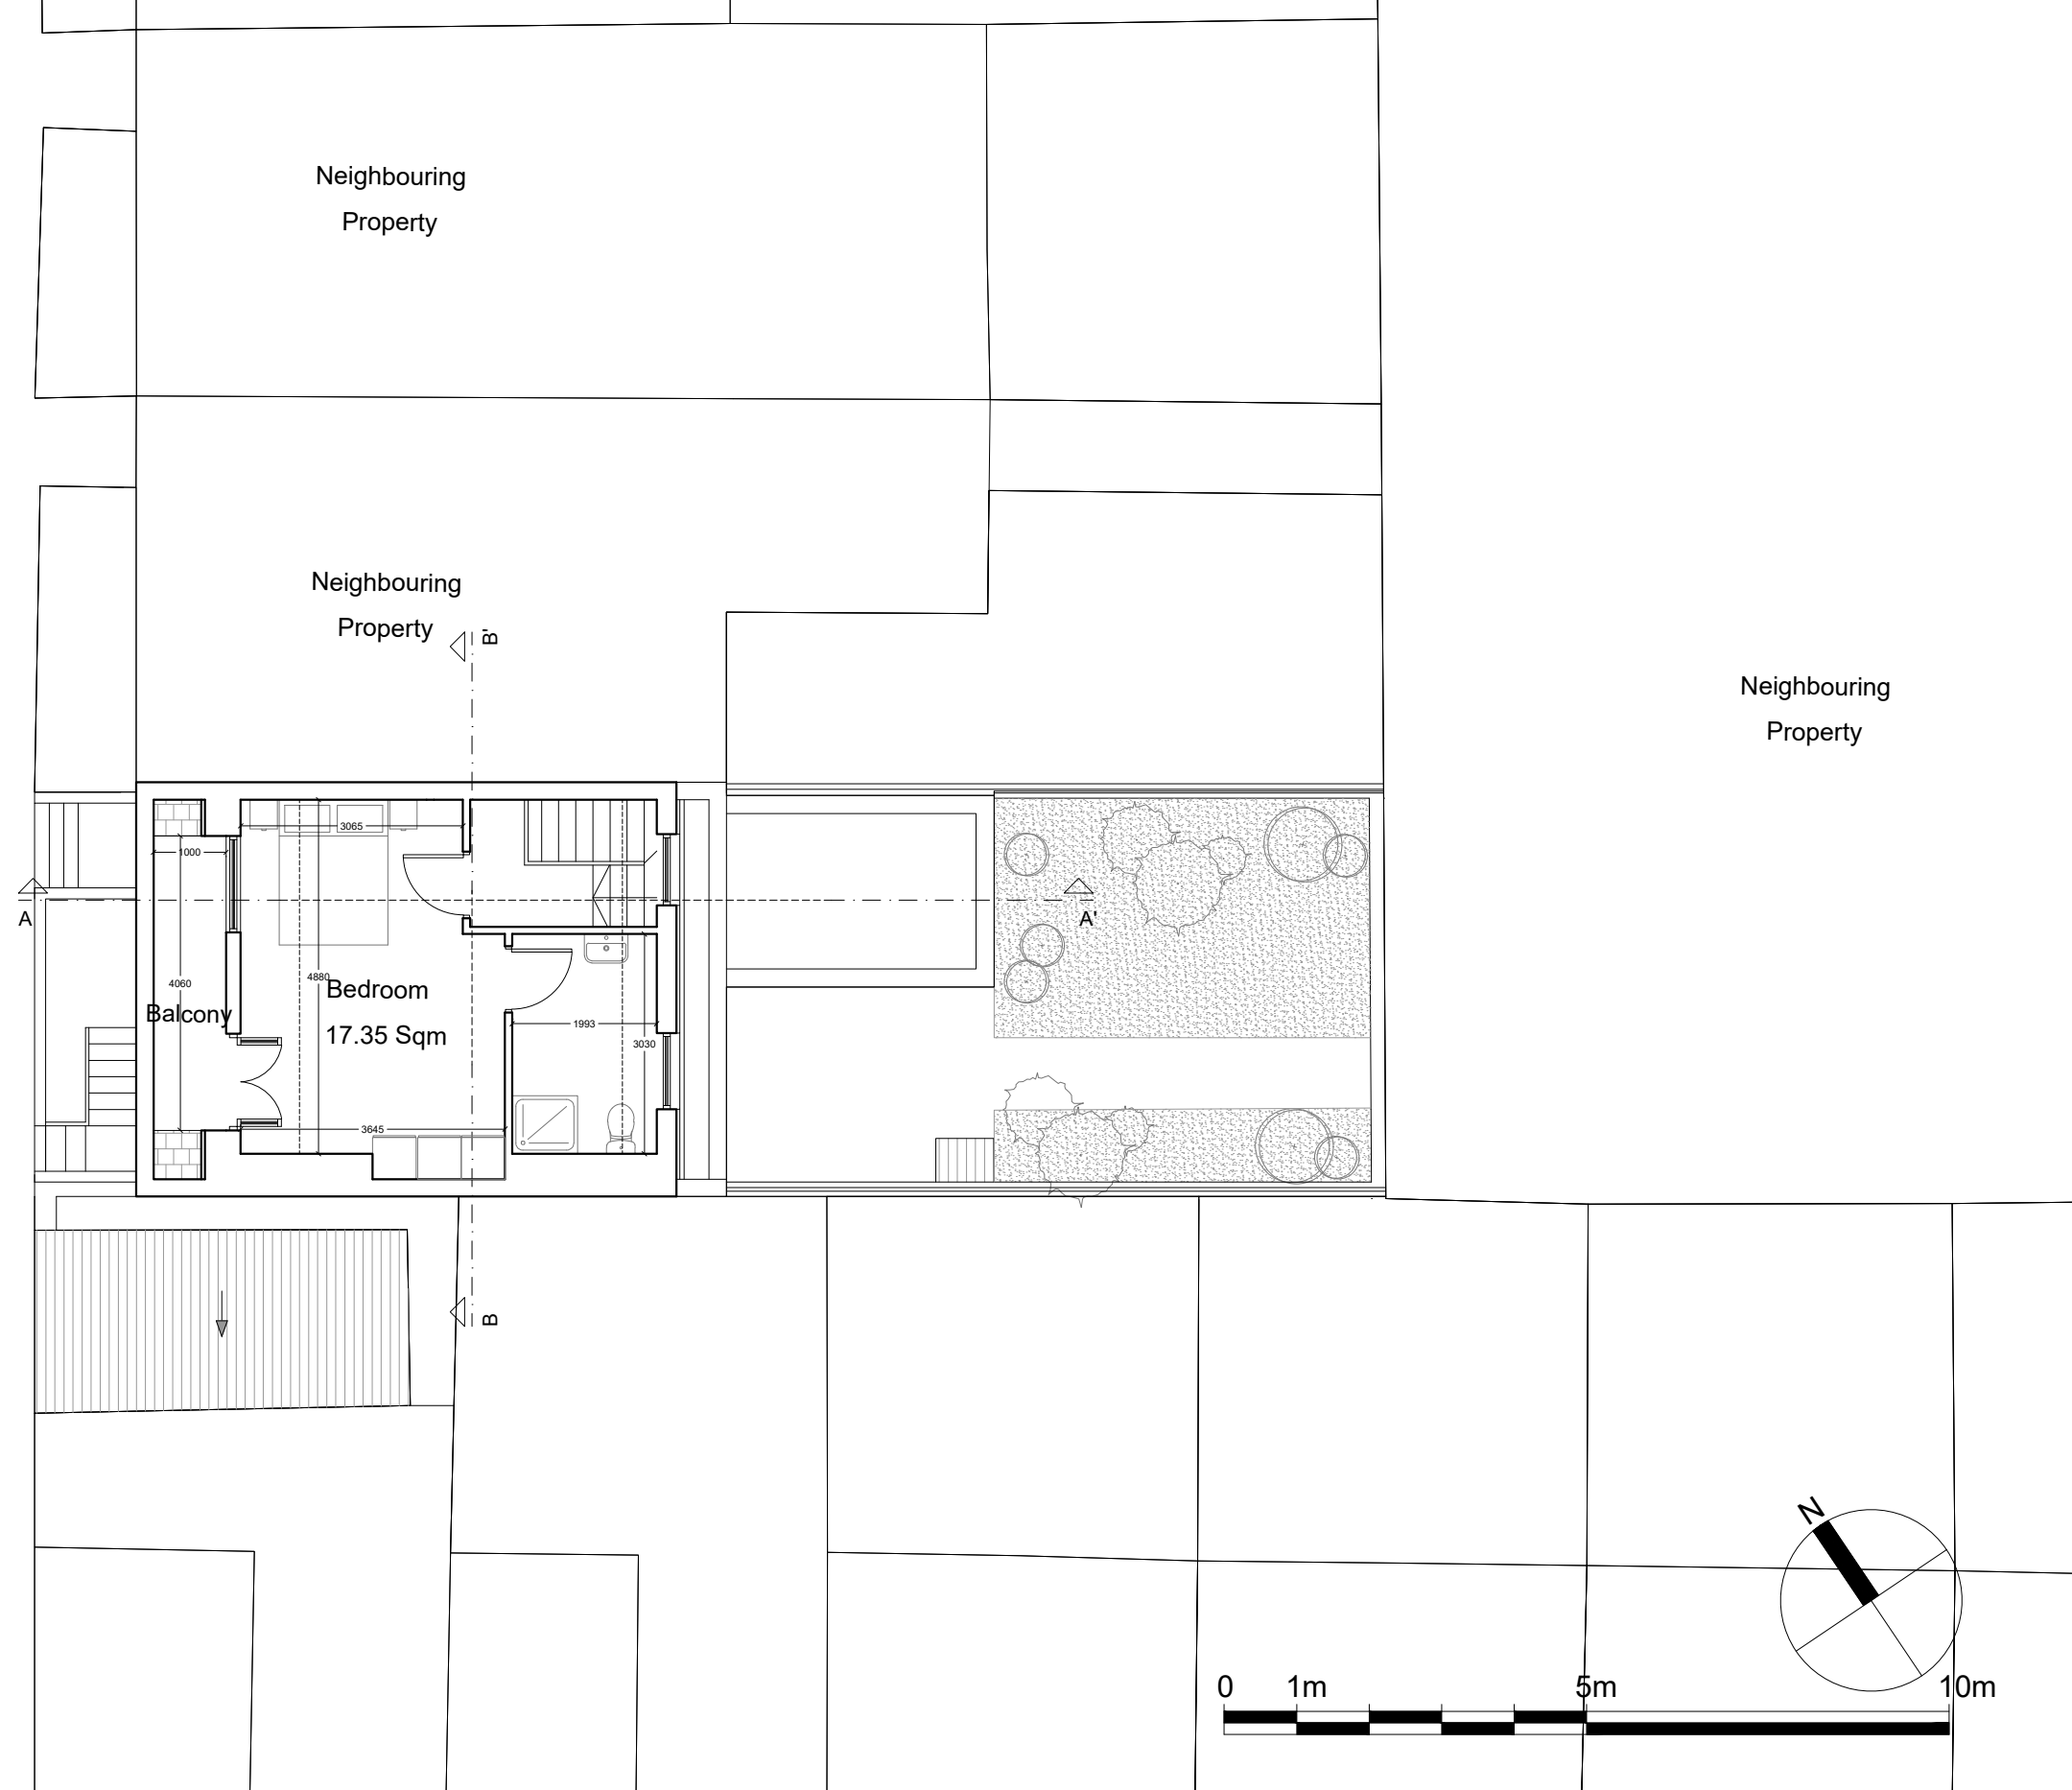 Neighbouring
Property
Neighbouring
Property
B'
Neighbouring
Property
3065
1000
A
A'
4880
4060
Bedroom
Balcony
17.35 Sqm
1993
3030
3645
B
N
0 1m 5m 10m